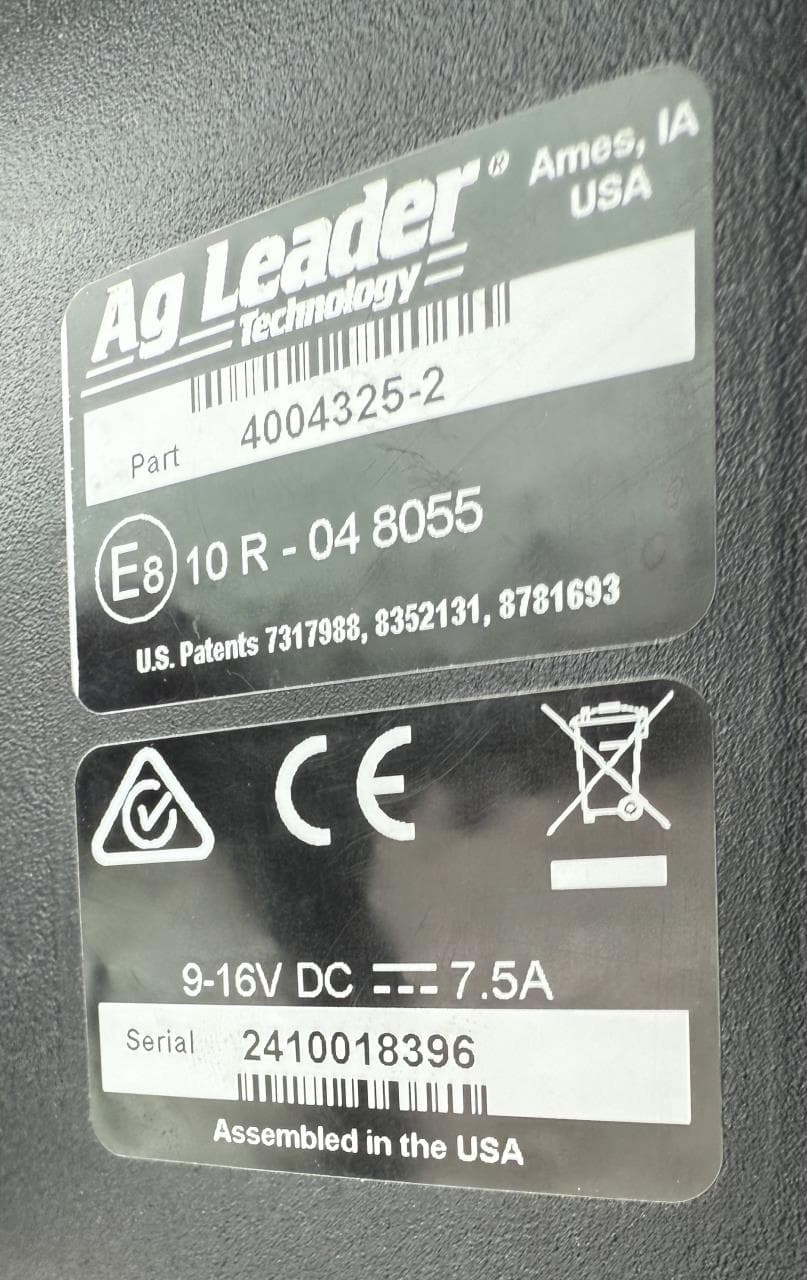 Ag Leader® Ames, IA
Technology USA
Part 4004325-2
E8 10 R - 04 8055
U.S. Patents 7317988, 8352131, 8781693
CE
9-16V DC ⎓ 7.5A
Serial 2410018396
Assembled in the USA